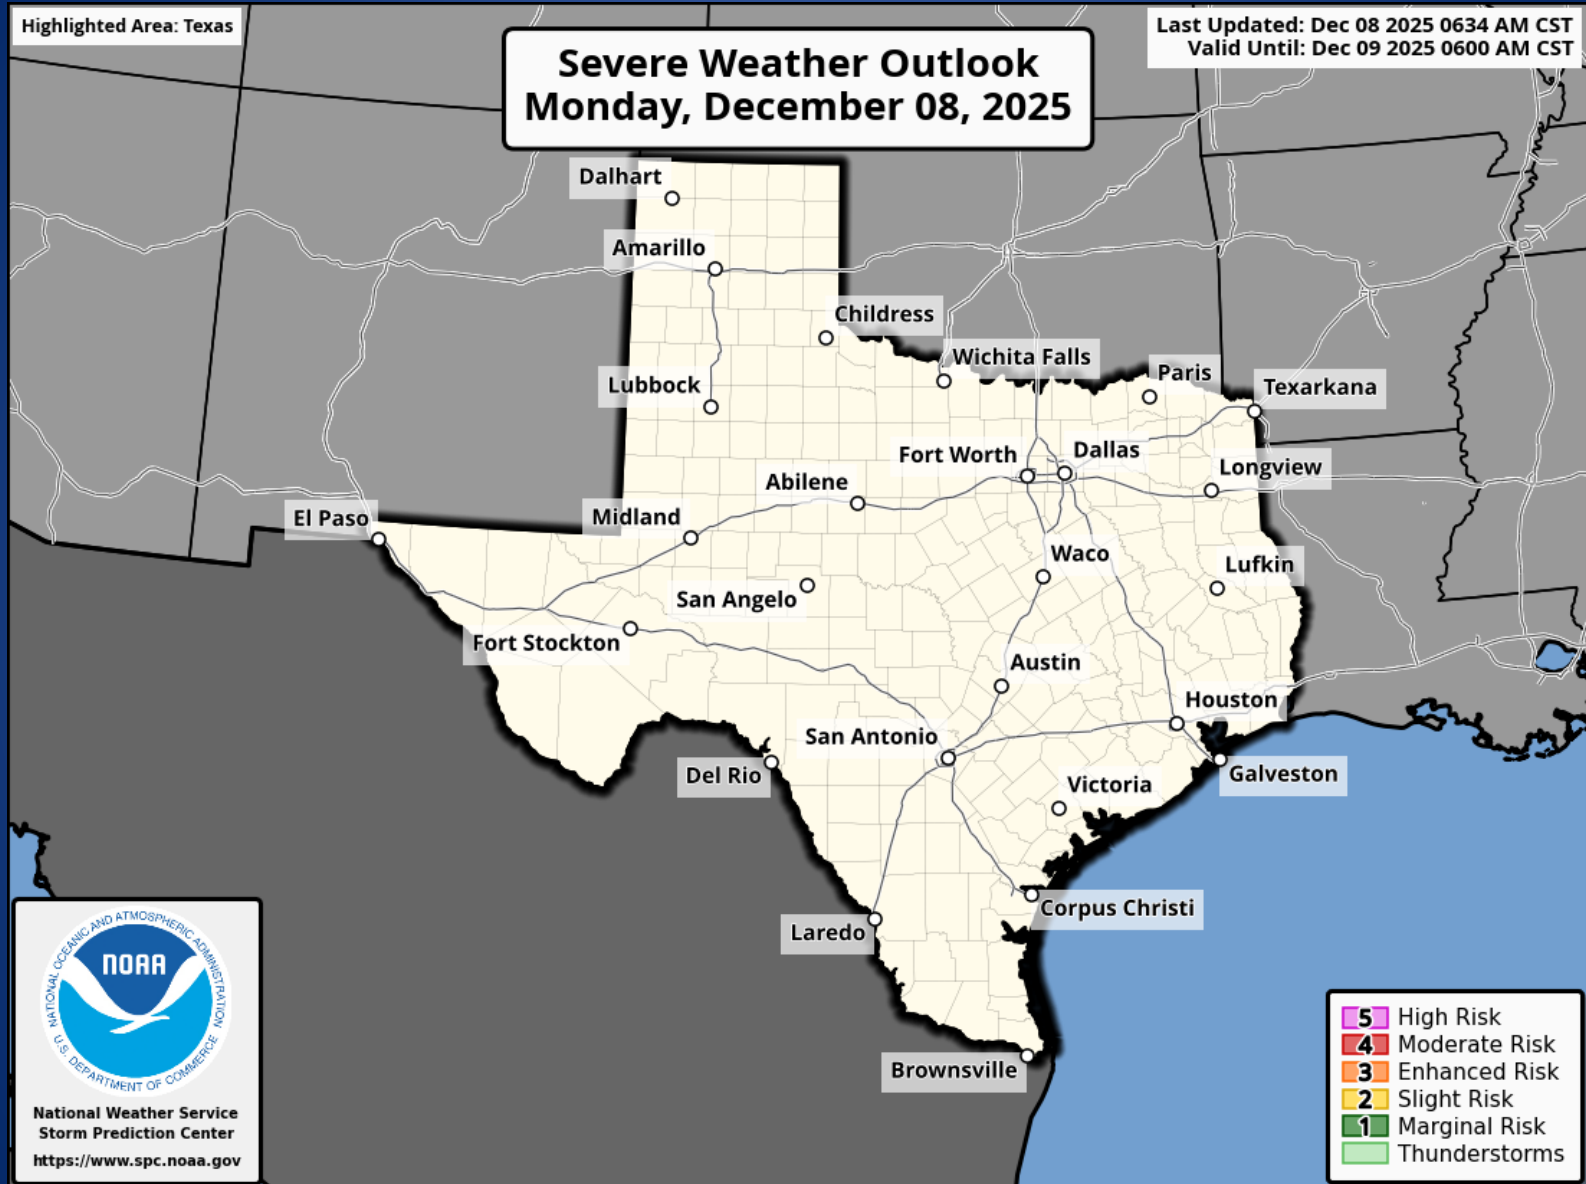 Highlighted Area: Texas
Severe Weather Outlook
Monday, December 08, 2025
Last Updated: Dec 08 2025 0634 AM CST
Valid Until: Dec 09 2025 0600 AM CST
Dalhart
Amarillo
Childress
Wichita Falls
Paris
Texarkana
Lubbock
Fort Worth
Dallas
Longview
Abilene
El Paso
Midland
Waco
Lufkin
San Angelo
Fort Stockton
Austin
Houston
San Antonio
Del Rio
Galveston
Victoria
Corpus Christi
Laredo
Brownsville
NATIONAL OCEANIC AND ATMOSPHERIC ADMINISTRATION
NOAA
U.S. DEPARTMENT OF COMMERCE
National Weather Service
Storm Prediction Center
https://www.spc.noaa.gov
5 High Risk
4 Moderate Risk
3 Enhanced Risk
2 Slight Risk
1 Marginal Risk
Thunderstorms